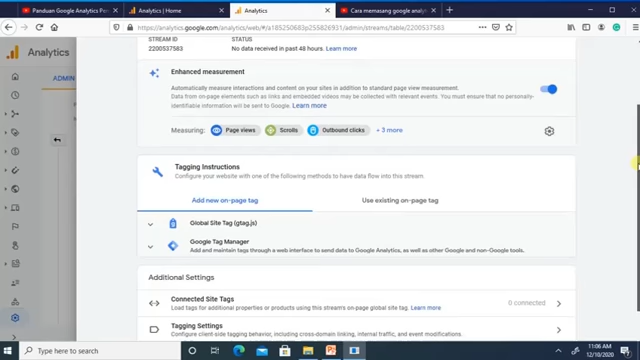 Panduan Google Analytics Pem
Analytics | Home
Analytics
Cara memasang google analytic
https://analytics.google.com/analytics/web/#/a185250683p255826931/admin/streams/table/2200537583
Analytics
ADMIN
STREAM ID
STATUS
2200537583
No data received in past 48 hours. Learn more
Enhanced measurement
Automatically measure interactions and content on your sites in addition to standard page view measurement.
Data from on-page elements such as links and embedded videos may be collected with relevant events. You must ensure that no personally-
identifiable information will be sent to Google. Learn more
Measuring:
Page views
Scrolls
Outbound clicks
+ 3 more
Tagging Instructions
Configure your website with one of the following methods to have data flow into this stream.
Add new on-page tag
Use existing on-page tag
Global Site Tag (gtag.js)
Google Tag Manager
Add and maintain tags through a web interface to send data to Google Analytics, as well as other Google and non-Google tools.
Additional Settings
Connected Site Tags
Load tags for additional properties or products using this stream's on-page global site tag. Learn more
0 connected
Tagging Settings
Configure client-side tagging behavior, including cross-domain linking, internal traffic, and event modifications.
Type here to search
11:06 AM
12/10/2020